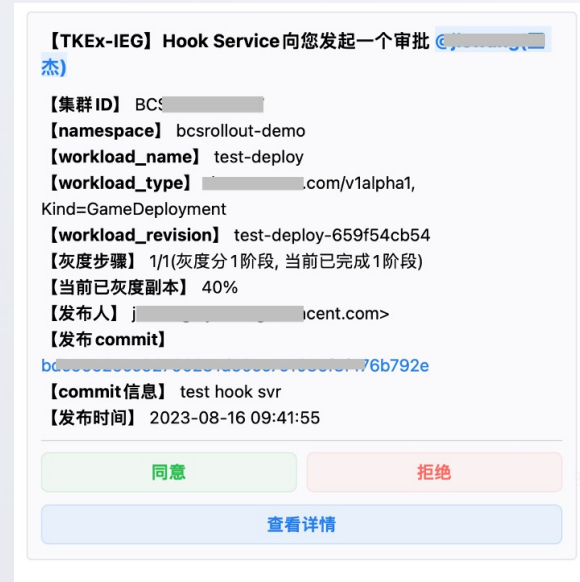 【TKEx-IEG】Hook Service向您发起一个审批
杰)
【集群ID】 BCS
【namespace】 bcsrollout-demo
【workload_name】 test-deploy
【workload_type】 .com/v1alpha1,
Kind=GameDeployment
【workload_revision】 test-deploy-659f54cb54
【灰度步骤】 1/1(灰度分1阶段, 当前已完成1阶段)
【当前已灰度副本】 40%
【发布人】 j cent.com>
【发布commit】
76b792e
【commit信息】 test hook svr
【发布时间】 2023-08-16 09:41:55
同意
拒绝
查看详情